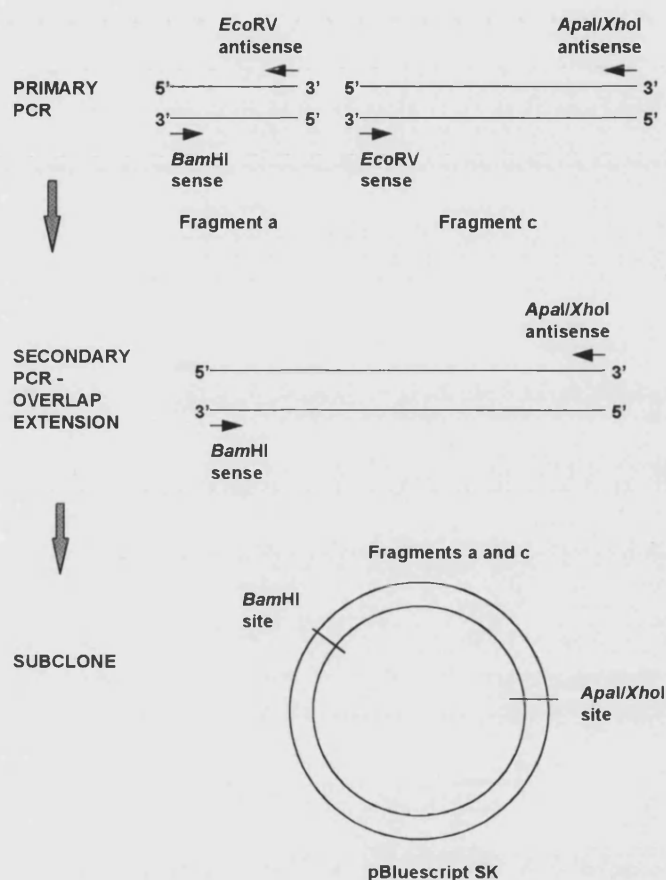 EcoRV
antisense
ApaI/XhoI
antisense
PRIMARY
PCR
5’ 3’ 5’ 3’
3’ 5’ 3’ 5’
BamHI
sense
EcoRV
sense
Fragment a
Fragment c
ApaI/XhoI
antisense
SECONDARY
PCR -
OVERLAP
EXTENSION
5’ 3’
3’ 5’
BamHI
sense
Fragments a and c
BamHI
site
SUBCLONE
ApaI/XhoI
site
pBluescript SK